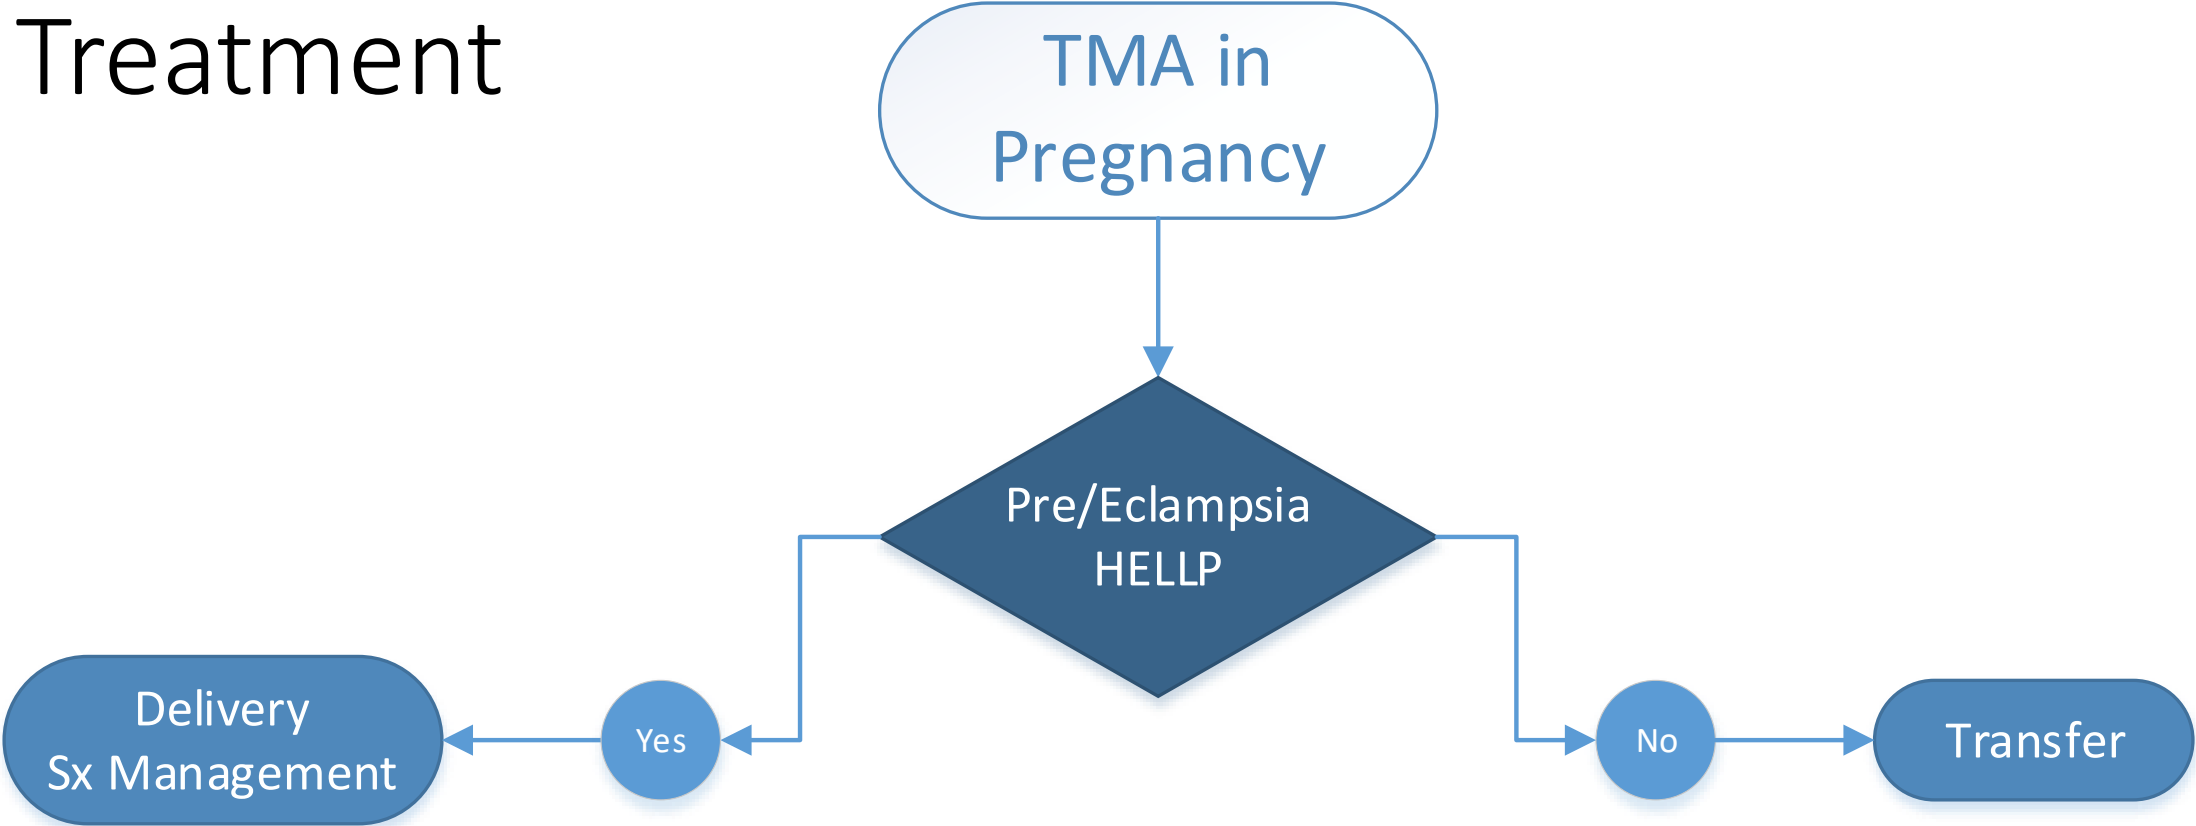 Treatment
TMA in
Pregnancy
Pre/Eclampsia
HELLP
Delivery
Sx Management
Yes
No
Transfer